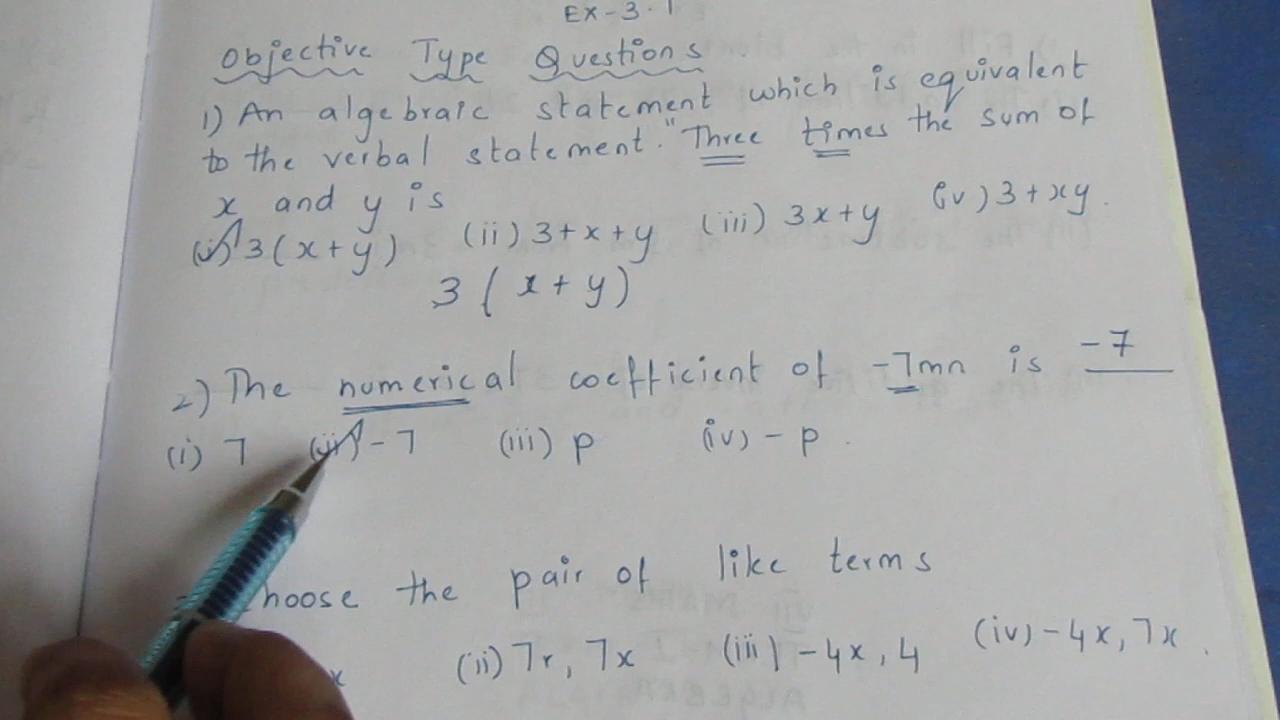 EX-3.1
Objective Type Questions
1) An algebraic statement which is equivalent
to the verbal statement. "Three times the sum of
x and y is
(i) 3(x+y) (ii) 3+x+y (iii) 3x+y (iv) 3+xy.
3(x+y)
2) The numerical coefficient of -7mn is -7
(i) 7 (ii) -7 (iii) p (iv) -p.
the pair of like terms
(ii) 7r, 7x (iii) -4x, 4 (iv) -4x, 7x.